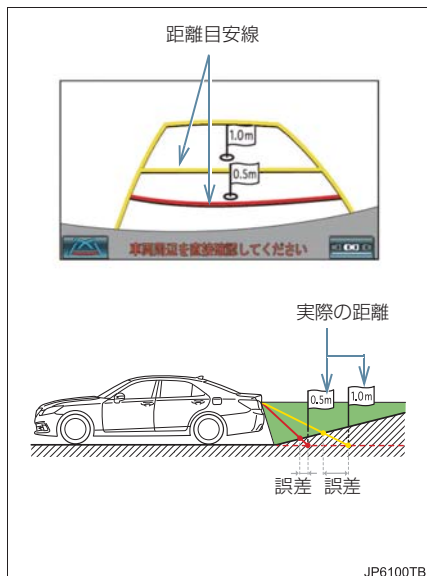 距離目安線
1.0m
0.5m
車両周辺を直接確認してください
実際の距離
0.5m
1.0m
誤差
誤差
JP6100TB